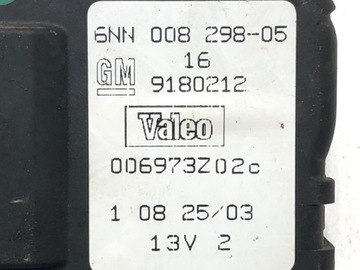 6NN 008 298-05
16
GM 9180212
Valeo
006973Z02c
1 08 25/03
13V 2